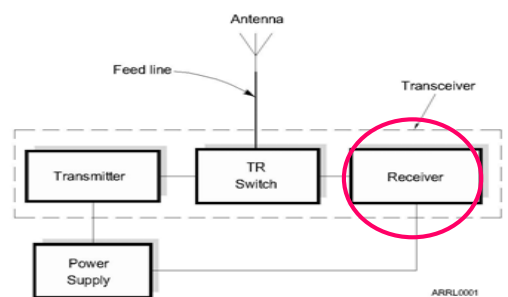 Antenna
Feed line
Transceiver
Transmitter
TR
Switch
Receiver
Power
Supply
ARRL0001